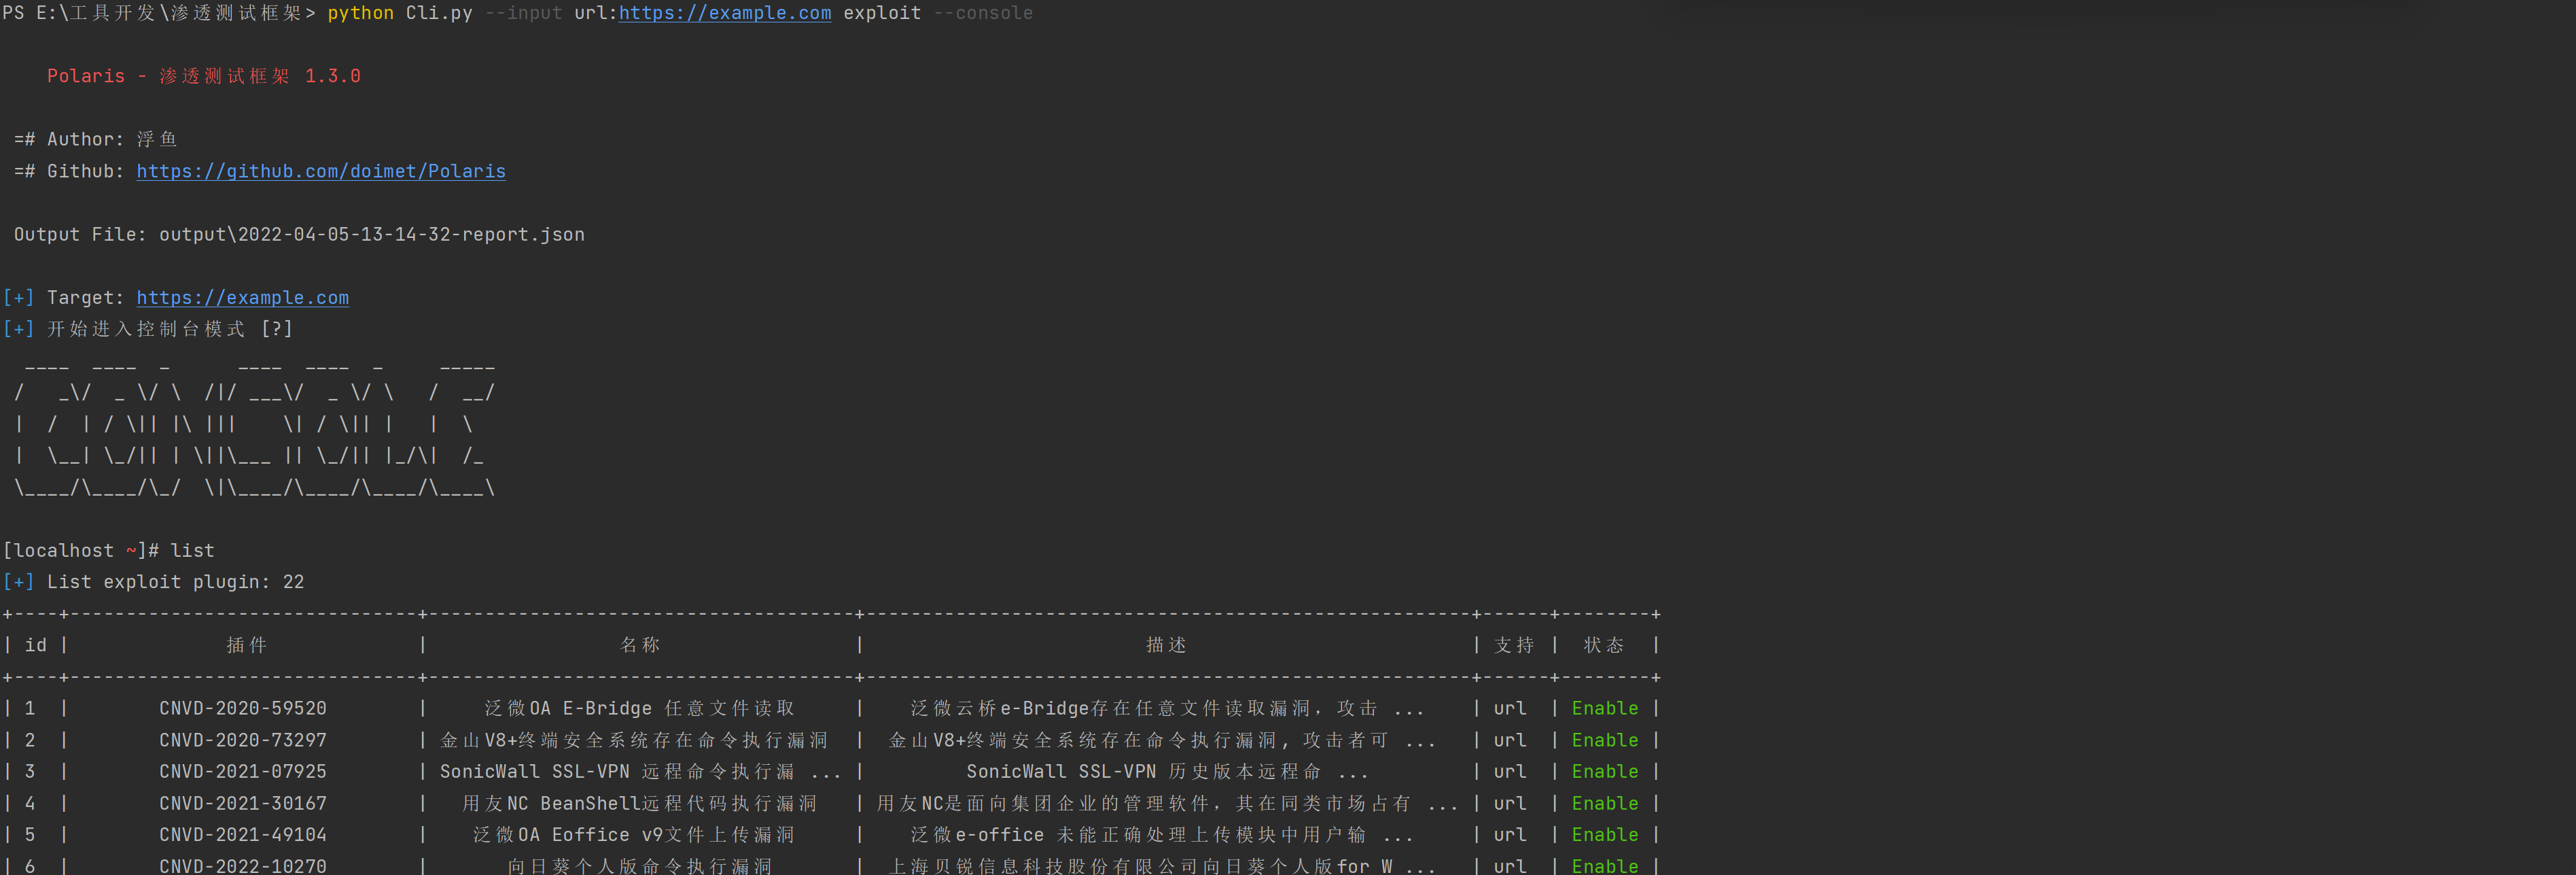 PS E:\工具开发\渗透测试框架> python Cli.py --input url:https://example.com exploit --console
Polaris - 渗透测试框架 1.3.0
=# Author: 浮鱼
=# Github: https://github.com/doimet/Polaris
Output File: output\2022-04-05-13-14-32-report.json
[+] Target: https://example.com
[+] 开始进入控制台模式 [?]
  ____  ____  _      ____  ____  _     _____
 /   _\/  _ \/ \  /|/ ___\/  _ \/ \   /  __/
 |  /  | / \|| |\ |||    \| / \|| |   |  \
 |  \__| \_/|| | \||\___ || \_/|| |_/\|  /_
 \____/\____/\_/  \|\____/\____/\____/\____\
[localhost ~]# list
[+] List exploit plugin: 22
+----+-------------------------------+--------------------------------------+------------------------------------------------------+------+--------+
| id | 插件 | 名称 | 描述 | 支持 | 状态 |
+----+-------------------------------+--------------------------------------+------------------------------------------------------+------+--------+
| 1 | CNVD-2020-59520 | 泛微OA E-Bridge 任意文件读取 | 泛微云桥e-Bridge存在任意文件读取漏洞，攻击 ... | url | Enable |
| 2 | CNVD-2020-73297 | 金山V8+终端安全系统存在命令执行漏洞 | 金山V8+终端安全系统存在命令执行漏洞, 攻击者可 ... | url | Enable |
| 3 | CNVD-2021-07925 | SonicWall SSL-VPN 远程命令执行漏 ... | SonicWall SSL-VPN 历史版本远程命 ... | url | Enable |
| 4 | CNVD-2021-30167 | 用友NC BeanShell远程代码执行漏洞 | 用友NC是面向集团企业的管理软件，其在同类市场占有 ... | url | Enable |
| 5 | CNVD-2021-49104 | 泛微OA Eoffice v9文件上传漏洞 | 泛微e-office 未能正确处理上传模块中用户输 ... | url | Enable |
| 6 | CNVD-2022-10270 | 向日葵个人版命令执行漏洞 | 上海贝锐信息科技股份有限公司向日葵个人版for W ... | url | Enable |